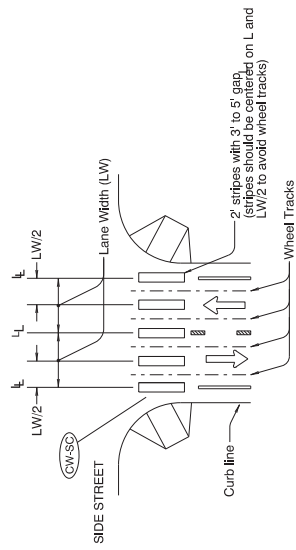 LW/2
LW/2
Lane Width (LW)
CW-SC
SIDE STREET
2' stripes with 3' to 5' gap
(stripes should be centered on L and
LW/2 to avoid wheel tracks)
Curb line
Wheel Tracks